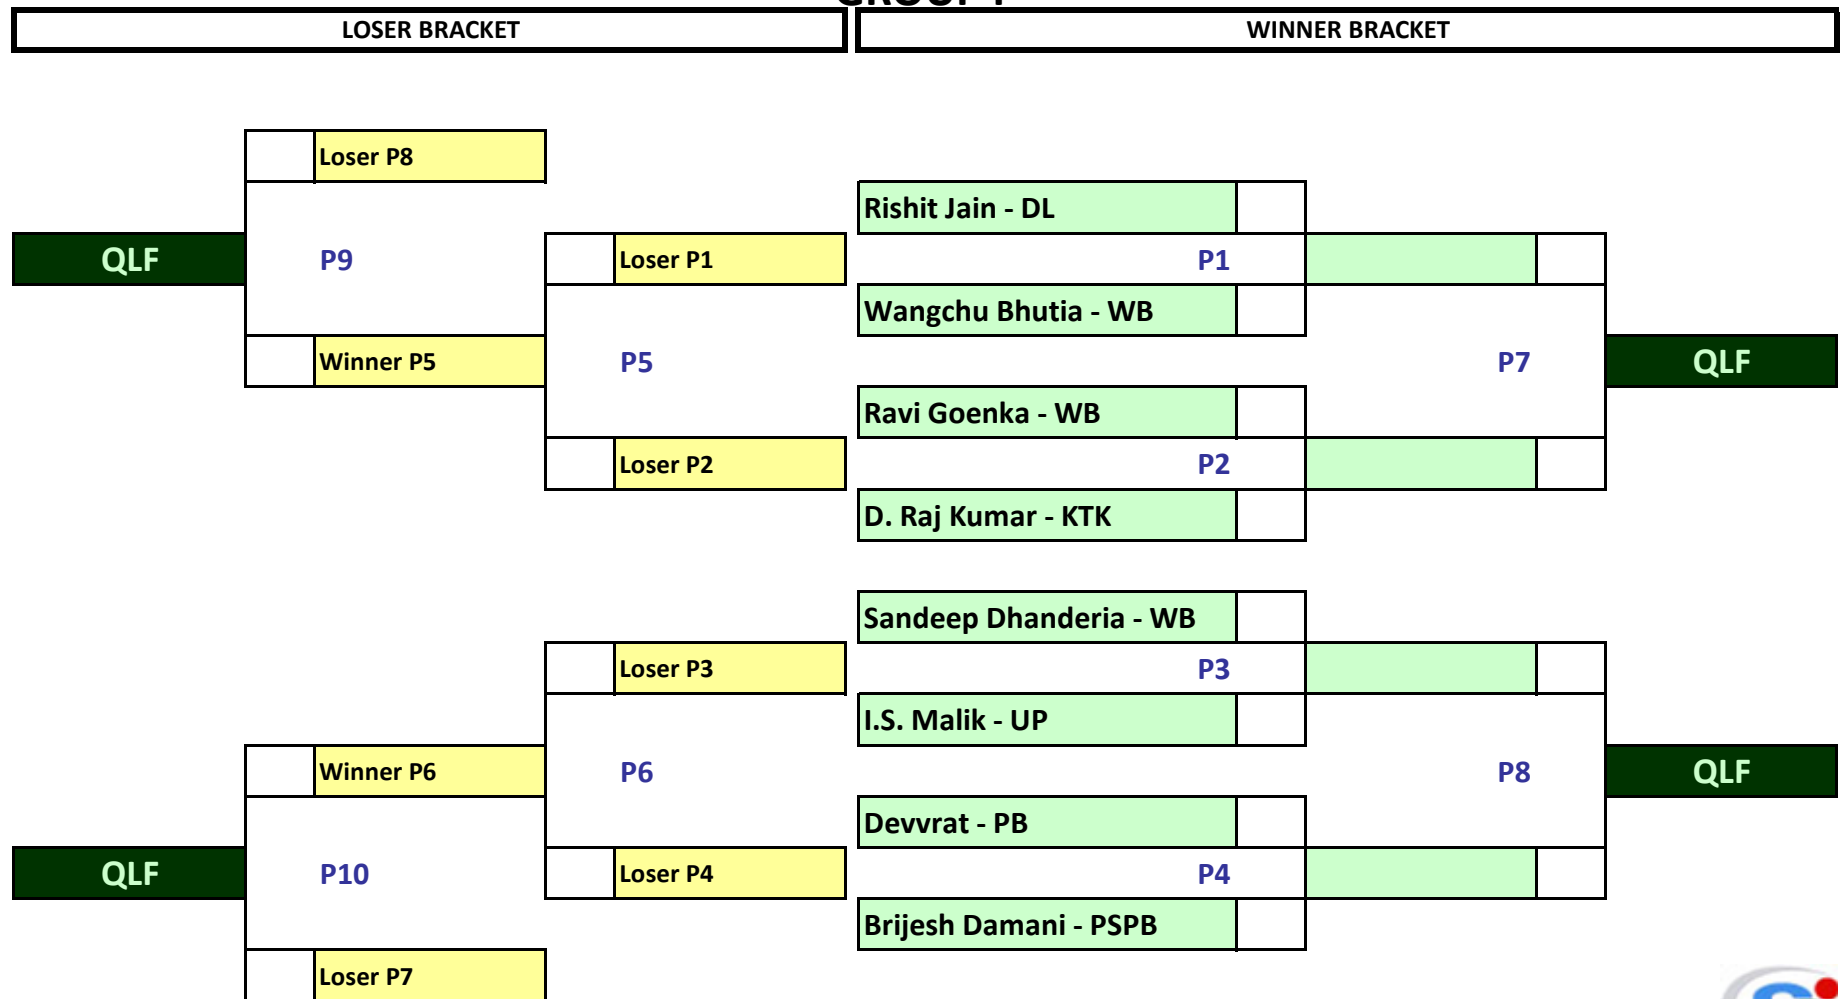 LOSER BRACKET WINNER BRACKET
Loser P8
Rishit Jain - DL
QLF P9 Loser P1 P1
Wangchu Bhutia - WB
Winner P5 P5 P7 QLF
Ravi Goenka - WB
Loser P2 P2
D. Raj Kumar - KTK
Sandeep Dhanderia - WB
Loser P3 P3
I.S. Malik - UP
Winner P6 P6 P8 QLF
Devvrat - PB
QLF P10 Loser P4 P4
Brijesh Damani - PSPB
Loser P7